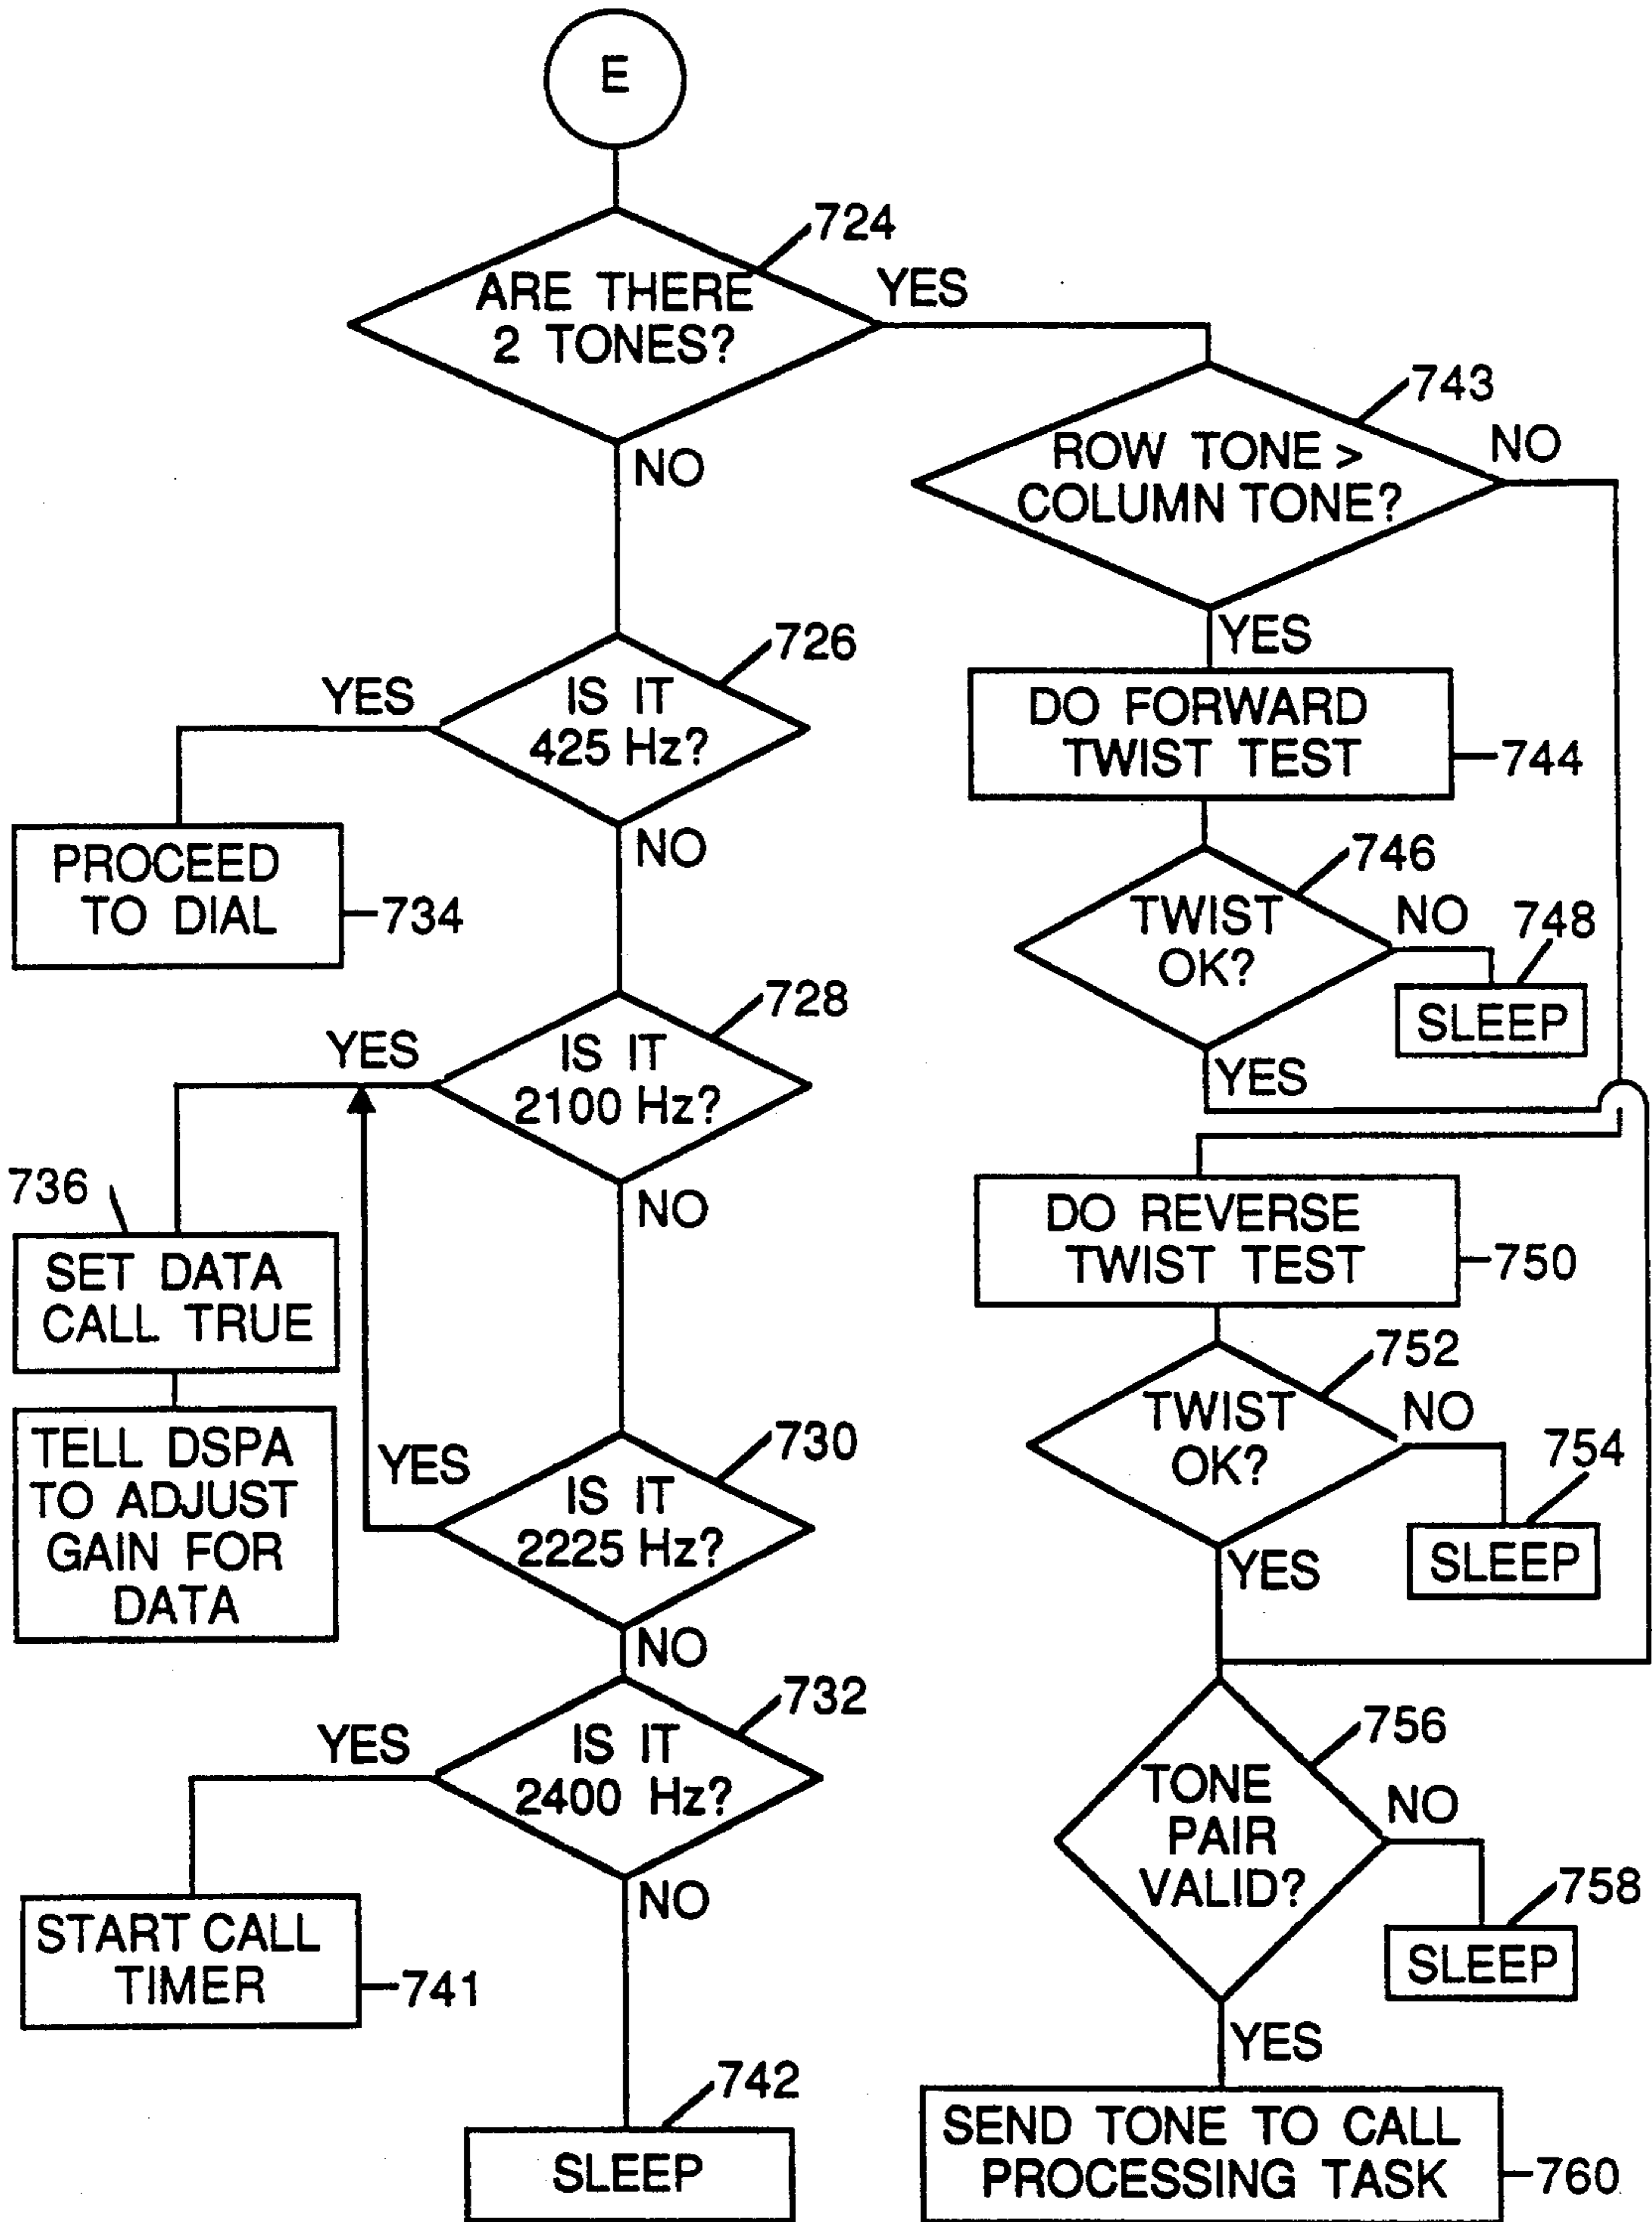 E
724
ARE THERE
2 TONES?
YES
NO
743
ROW TONE >
COLUMN TONE?
NO
YES
726
IS IT
425 Hz?
YES
NO
PROCEED
TO DIAL
734
DO FORWARD
TWIST TEST
744
746
TWIST
OK?
NO
748
SLEEP
YES
728
IS IT
2100 Hz?
YES
NO
736
SET DATA
CALL TRUE
TELL DSPA
TO ADJUST
GAIN FOR
DATA
DO REVERSE
TWIST TEST
750
752
TWIST
OK?
NO
754
SLEEP
YES
730
IS IT
2225 Hz?
YES
NO
732
IS IT
2400 Hz?
YES
NO
START CALL
TIMER
741
742
SLEEP
756
TONE
PAIR
VALID?
NO
758
SLEEP
YES
SEND TONE TO CALL
PROCESSING TASK
760